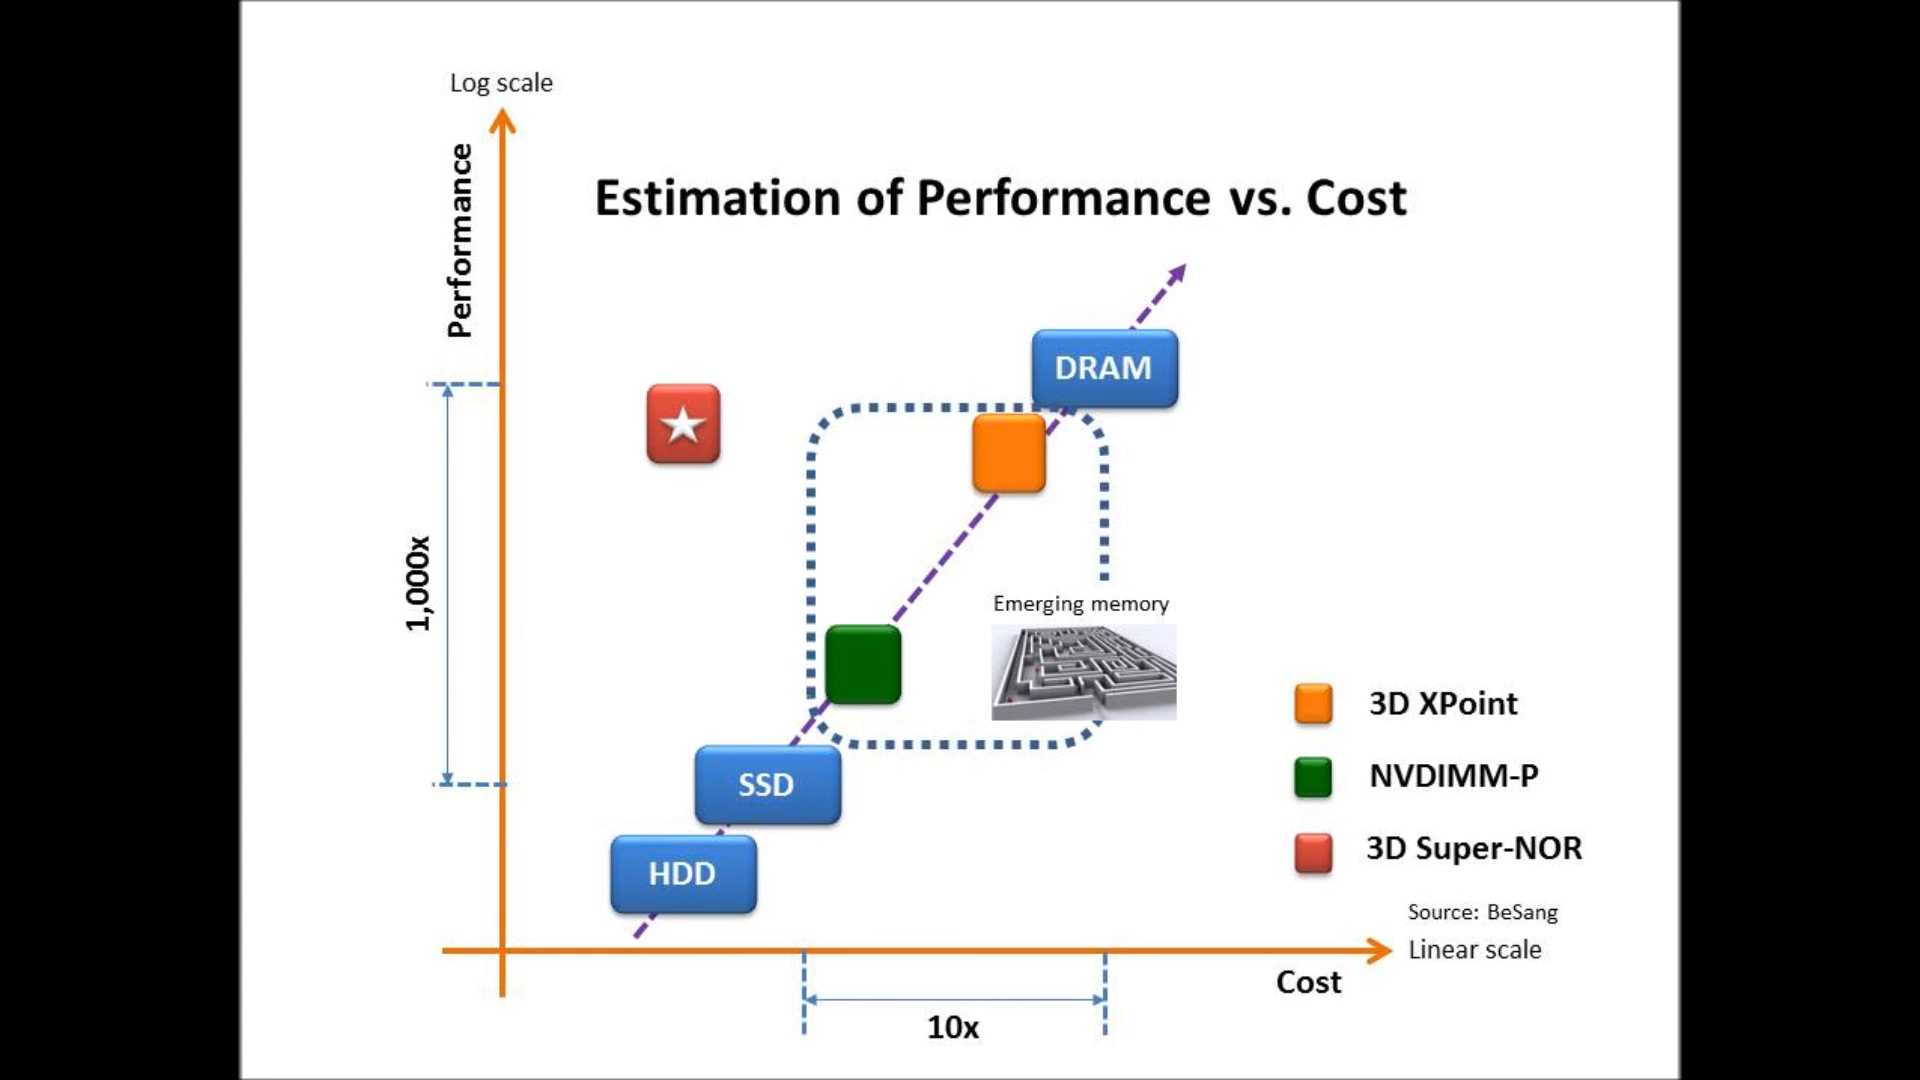 Log scale
Performance
Estimation of Performance vs. Cost
DRAM
1,000x
Emerging memory
SSD
HDD
3D XPoint
NVDIMM-P
3D Super-NOR
Source: BeSang
Linear scale
Cost
10x